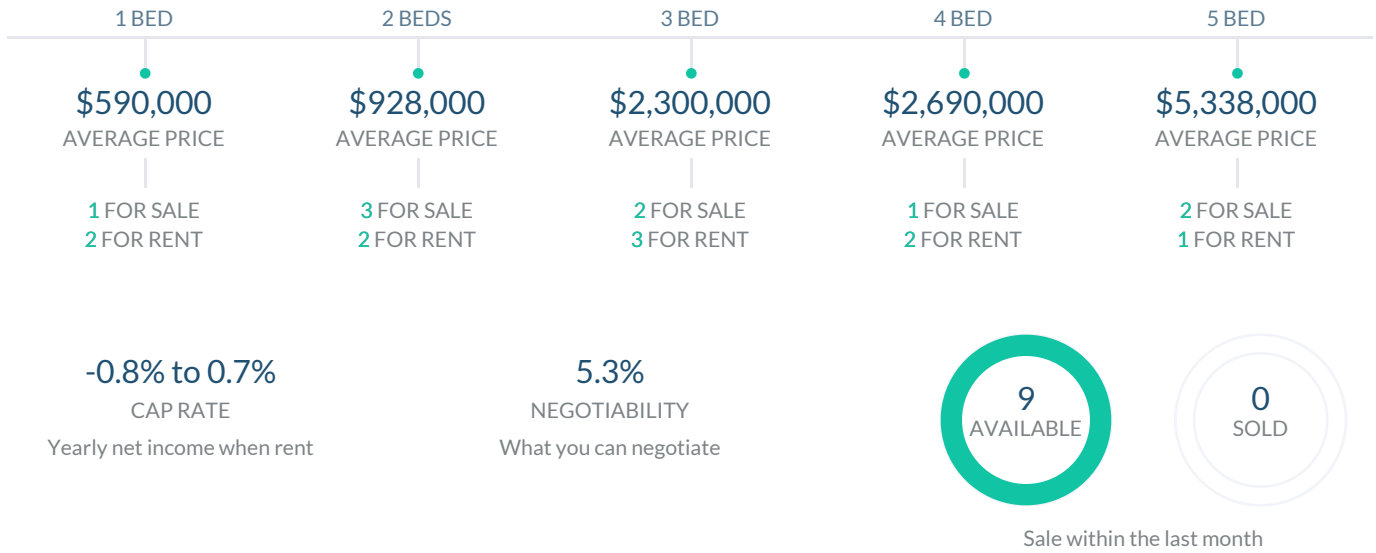 1 BED 2 BEDS 3 BED 4 BED 5 BED
$590,000 $928,000 $2,300,000 $2,690,000 $5,338,000
AVERAGE PRICE AVERAGE PRICE AVERAGE PRICE AVERAGE PRICE AVERAGE PRICE
1 FOR SALE 3 FOR SALE 2 FOR SALE 1 FOR SALE 2 FOR SALE
2 FOR RENT 2 FOR RENT 3 FOR RENT 2 FOR RENT 1 FOR RENT
-0.8% to 0.7% 5.3% 9 0
CAP RATE NEGOTIABILITY AVAILABLE SOLD
Yearly net income when rent What you can negotiate
Sale within the last month